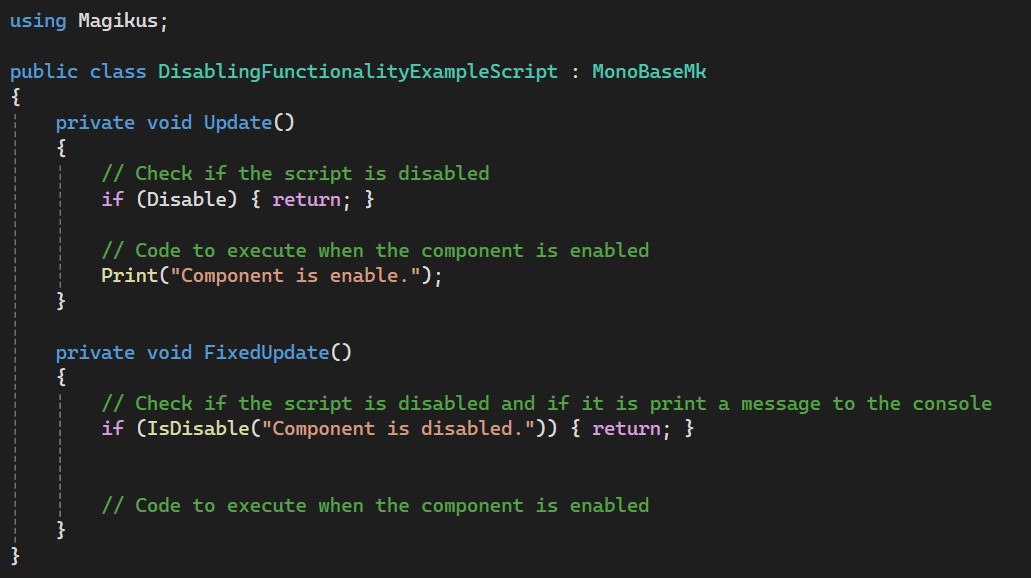 using Magikus;
public class DisablingFunctionalityExampleScript : MonoBaseMk
{
private void Update()
{
// Check if the script is disabled
if (Disable) { return; }
// Code to execute when the component is enabled
Print("Component is enable.");
}
private void FixedUpdate()
{
// Check if the script is disabled and if it is print a message to the console
if (IsDisable("Component is disabled.")) { return; }
// Code to execute when the component is enabled
}
}